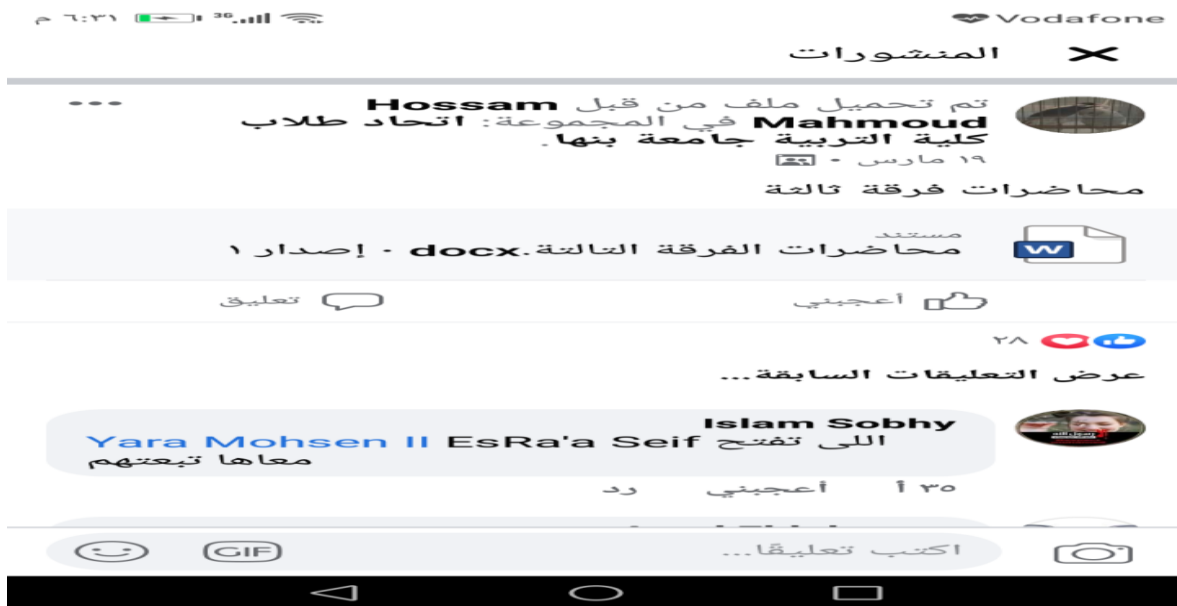 Vodafone 3G ٦:٣١ م
المنشورات
تم تحميل ملف من قبل Hossam
Mahmoud في المجموعة: اتحاد طلاب
كلية التربية جامعة بنها.
١٩ مارس ·
محاضرات فرقة ثالثة
مستند
W محاضرات الفرقة التالتة.docx · إصدار ١
أعجبني تعليق
٢٨
عرض التعليقات السابقة...
Islam Sobhy
Yara Mohsen II EsRa'a Seif اللى تفتح
معاها تبعتهم
٣٥ أ أعجبني رد
اكتب تعليقًا...
GIF